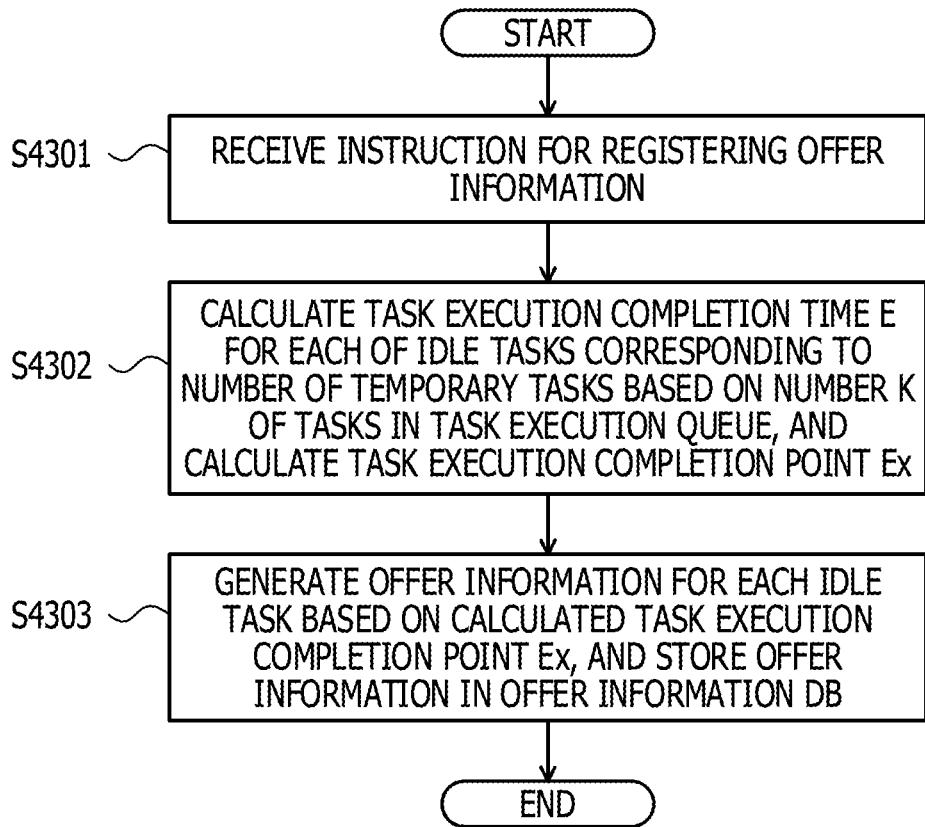 START
S4301
RECEIVE INSTRUCTION FOR REGISTERING OFFER
INFORMATION
S4302
CALCULATE TASK EXECUTION COMPLETION TIME E
FOR EACH OF IDLE TASKS CORRESPONDING TO
NUMBER OF TEMPORARY TASKS BASED ON NUMBER K
OF TASKS IN TASK EXECUTION QUEUE, AND
CALCULATE TASK EXECUTION COMPLETION POINT Ex
S4303
GENERATE OFFER INFORMATION FOR EACH IDLE
TASK BASED ON CALCULATED TASK EXECUTION
COMPLETION POINT Ex, AND STORE OFFER
INFORMATION IN OFFER INFORMATION DB
END